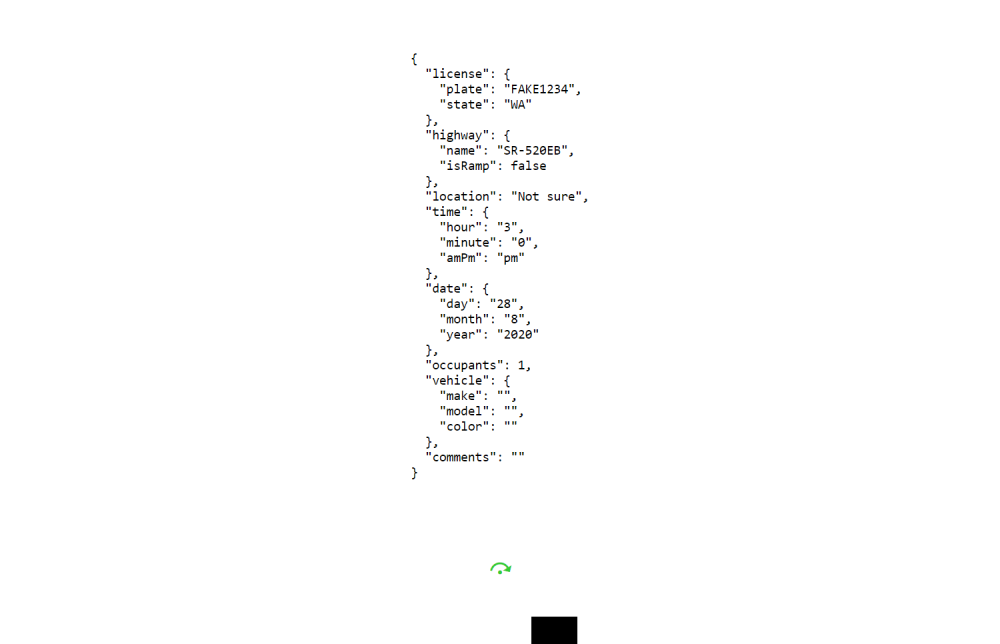 {
  "license": {
    "plate": "FAKE1234",
    "state": "WA"
  },
  "highway": {
    "name": "SR-520EB",
    "isRamp": false
  },
  "location": "Not sure",
  "time": {
    "hour": "3",
    "minute": "0",
    "amPm": "pm"
  },
  "date": {
    "day": "28",
    "month": "8",
    "year": "2020"
  },
  "occupants": 1,
  "vehicle": {
    "make": "",
    "model": "",
    "color": ""
  },
  "comments": ""
}